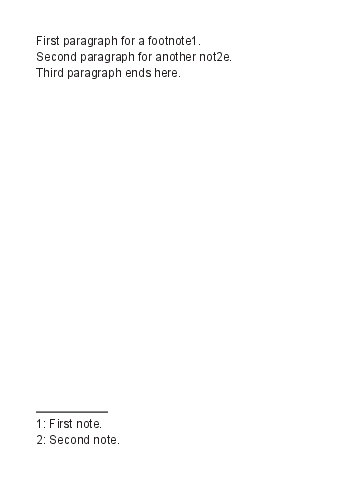 First paragraph for a footnote1.
Second paragraph for another not2e.
Third paragraph ends here.
1: First note.
2: Second note.